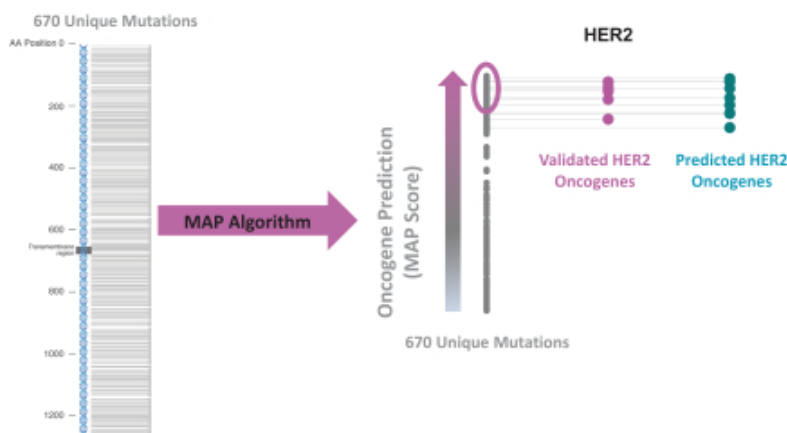 670 Unique Mutations
AA Position 0
200
400
600
Transmembrane
region
800
1000
1200
MAP Algorithm
HER2
Oncogene Prediction
(MAP Score)
670 Unique Mutations
Validated HER2
Oncogenes
Predicted HER2
Oncogenes